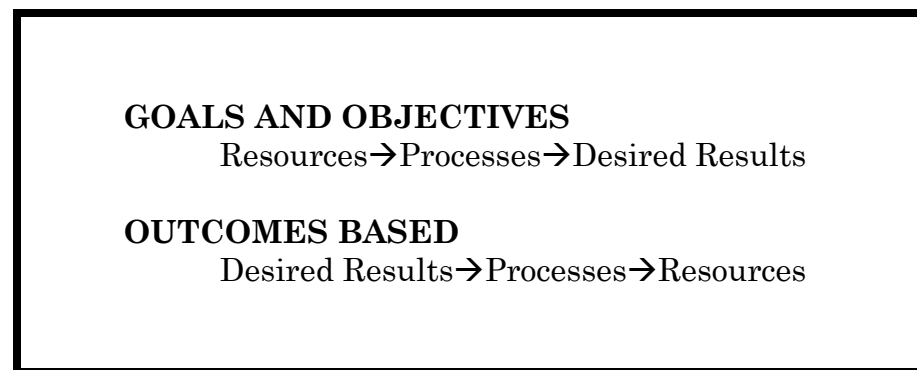 GOALS AND OBJECTIVES
Resources→Processes→Desired Results
OUTCOMES BASED
Desired Results→Processes→Resources